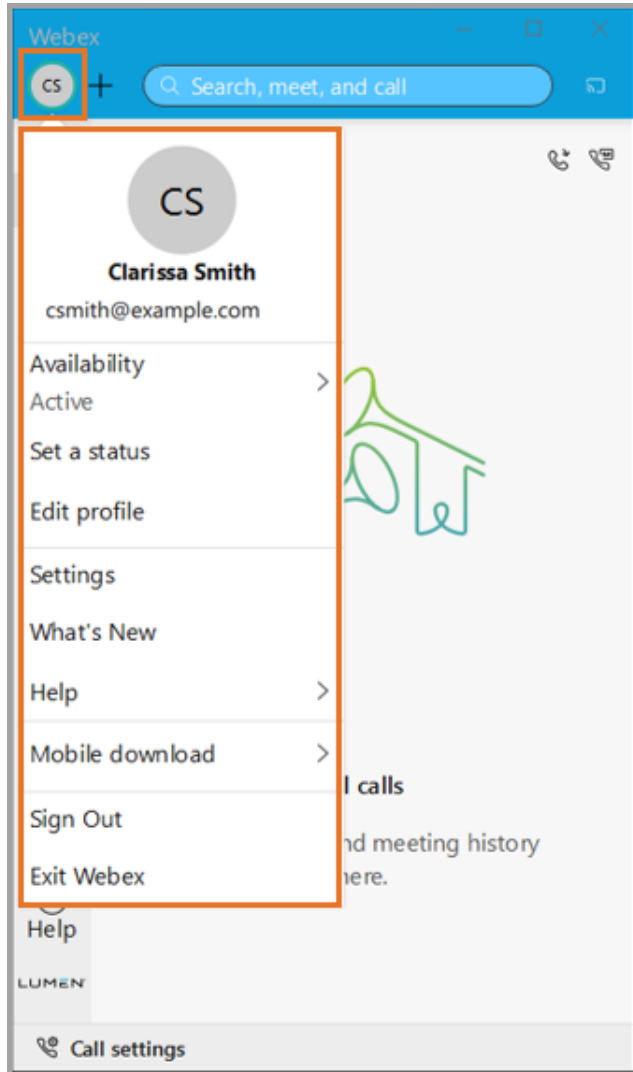 Webex
CS
Search, meet, and call
CS
Clarissa Smith
csmith@example.com
Availability
Active
Set a status
Edit profile
Settings
What's New
Help
Mobile download
l calls
Sign Out
nd meeting history
Exit Webex
here.
Help
LUMEN
Call settings